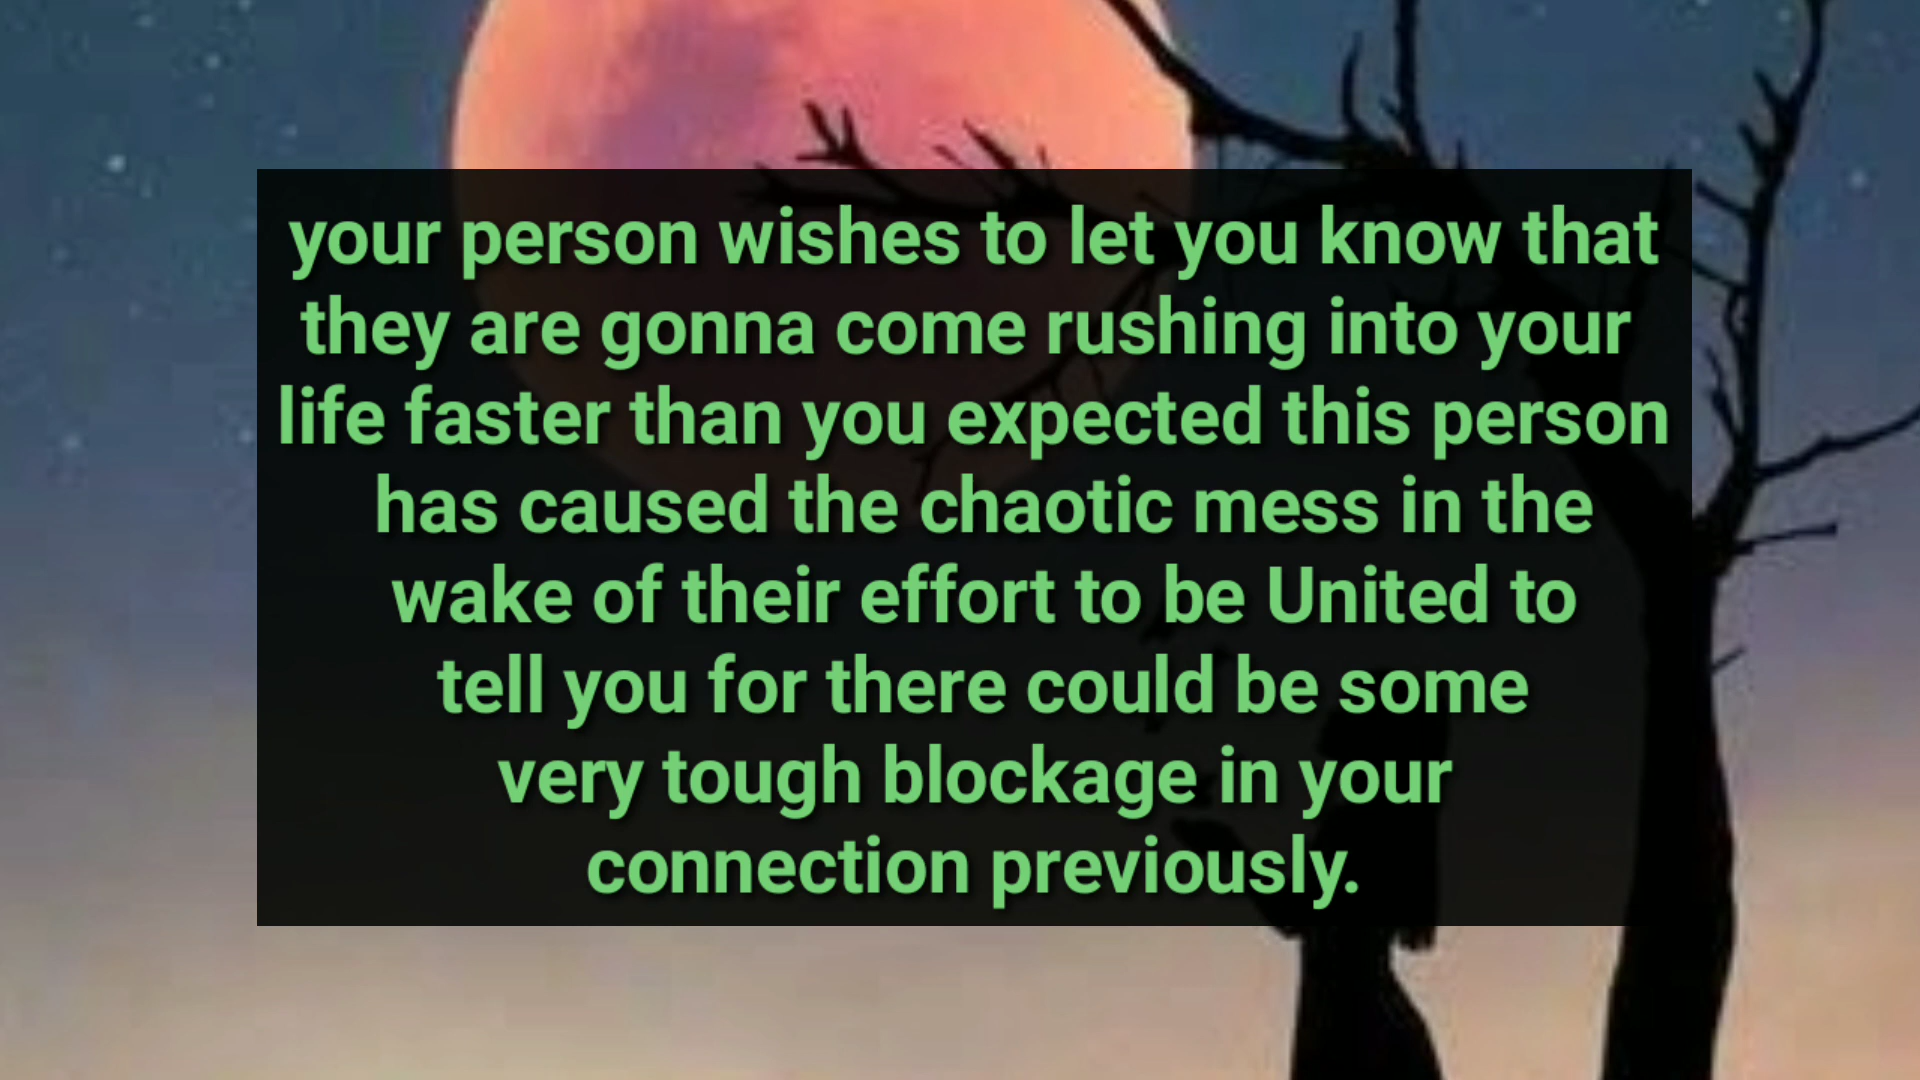 your person wishes to let you know that
they are gonna come rushing into your
life faster than you expected this person
has caused the chaotic mess in the
wake of their effort to be United to
tell you for there could be some
very tough blockage in your
connection previously.